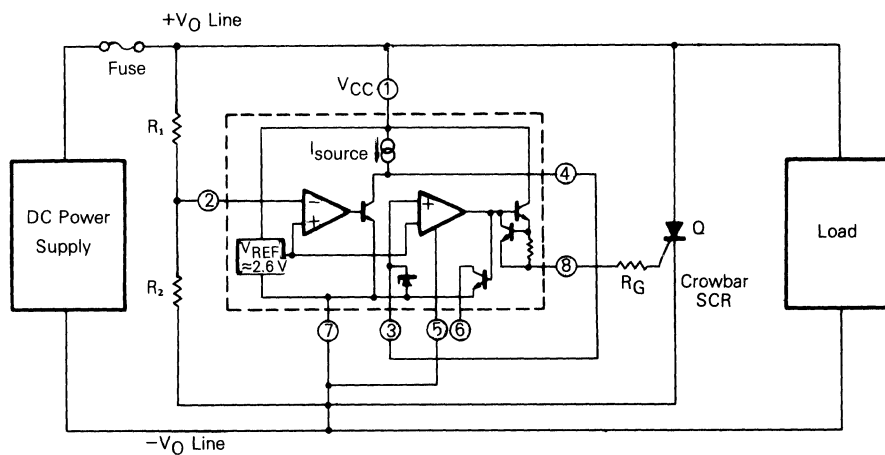 +VO Line
Fuse
VCC
1
R1
Isource
4
2
−
+
+
Q
DC Power
Supply
Load
VREF
≈2.6 V
8
RG
Crowbar
SCR
R2
7
3
5
6
−VO Line